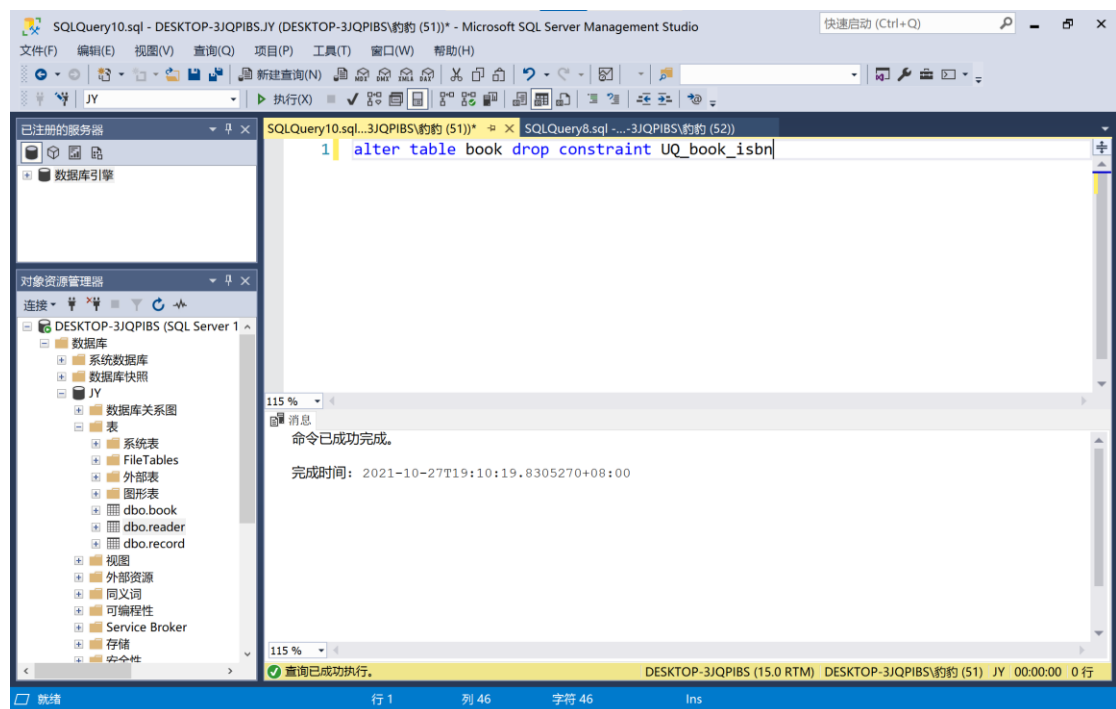 SQLQuery10.sql - DESKTOP-3JQPIBS.JY (DESKTOP-3JQPIBS\豹豹 (51))* - Microsoft SQL Server Management Studio
快速启动 (Ctrl+Q)
文件(F) 编辑(E) 视图(V) 查询(Q) 项目(P) 工具(T) 窗口(W) 帮助(H)
新建查询(N)
JY
执行(X)
已注册的服务器
数据库引擎
SQLQuery10.sql...3JQPIBS\豹豹 (51))*
SQLQuery8.sql -...-3JQPIBS\豹豹 (52))
1 alter table book drop constraint UQ_book_isbn
对象资源管理器
连接
DESKTOP-3JQPIBS (SQL Server 1
数据库
系统数据库
数据库快照
JY
数据库关系图
表
系统表
FileTables
外部表
图形表
dbo.book
dbo.reader
dbo.record
视图
外部资源
同义词
可编程性
Service Broker
存储
安全性
115 %
消息
命令已成功完成。
完成时间: 2021-10-27T19:10:19.8305270+08:00
115 %
查询已成功执行。 DESKTOP-3JQPIBS (15.0 RTM) DESKTOP-3JQPIBS\豹豹 (51) JY 00:00:00 0 行
就绪 行 1 列 46 字符 46 Ins